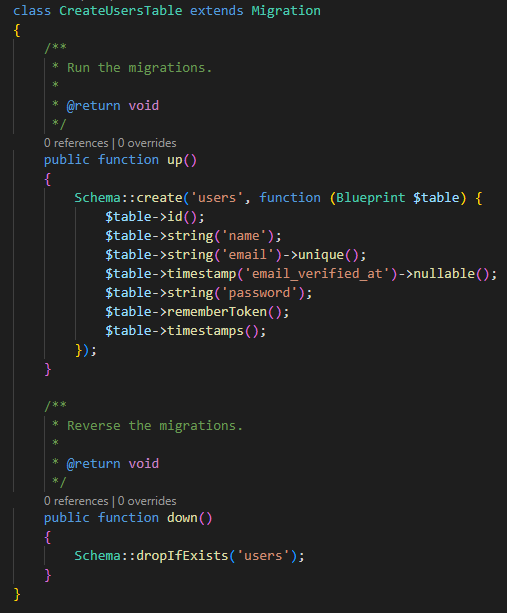 class CreateUsersTable extends Migration
{
    /**
     * Run the migrations.
     *
     * @return void
     */
    0 references | 0 overrides
    public function up()
    {
        Schema::create('users', function (Blueprint $table) {
            $table->id();
            $table->string('name');
            $table->string('email')->unique();
            $table->timestamp('email_verified_at')->nullable();
            $table->string('password');
            $table->rememberToken();
            $table->timestamps();
        });
    }

    /**
     * Reverse the migrations.
     *
     * @return void
     */
    0 references | 0 overrides
    public function down()
    {
        Schema::dropIfExists('users');
    }
}